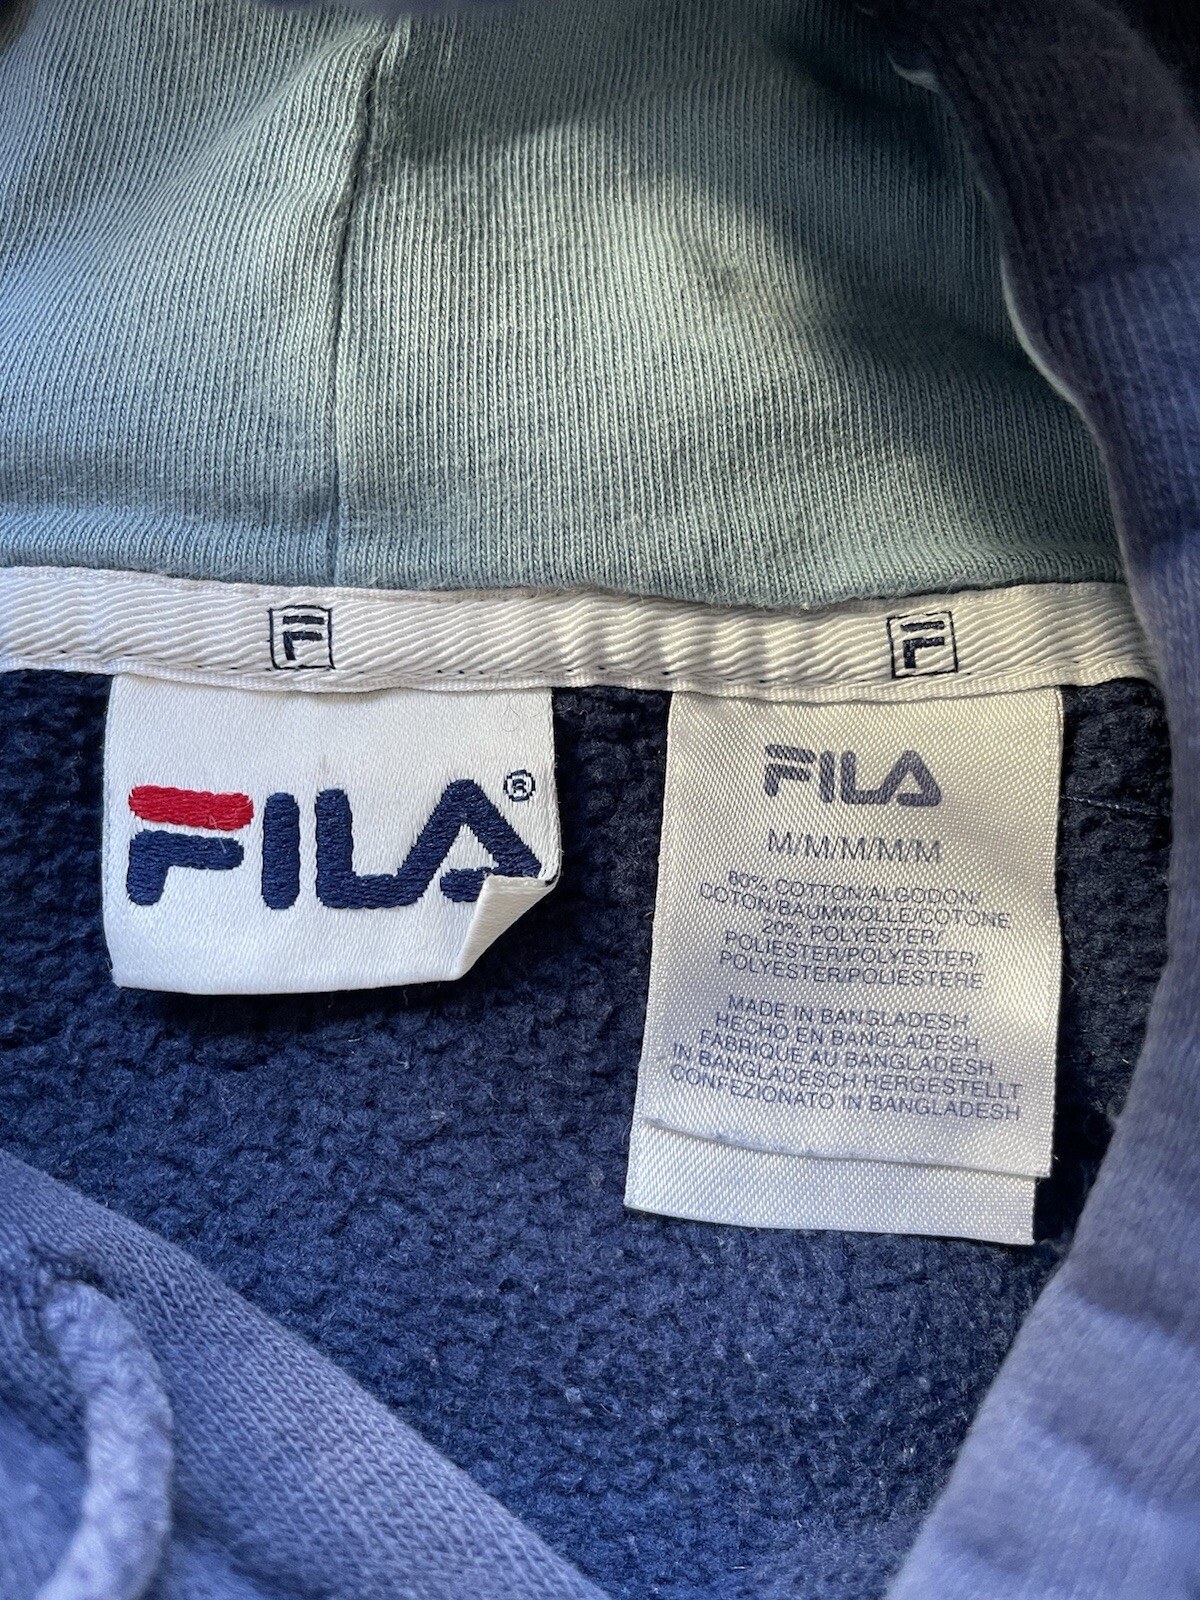 F F
FILA®
FILA
M/M/M/M/M
80% COTTON/ALGODON/
COTON/BAUMWOLLE/COTONE
20% POLYESTER/
POLIESTER/POLYESTER/
POLYESTER/POLIESTERE
MADE IN BANGLADESH
HECHO EN BANGLADESH
FABRIQUE AU BANGLADESH
IN BANGLADESCH HERGESTELLT
CONFEZIONATO IN BANGLADESH